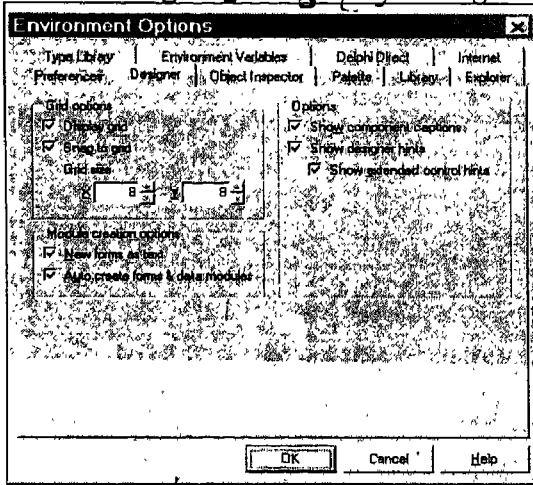 Environment Options
Type Library Environment Variables Delphi Direct Internet
Preferences Designer Object Inspector Palette Library Explorer
Grid options
Display grid
Snap to grid
Grid size
X 8 Y 8
Options
Show component captions
Show designer hints
Show extended control hints
Module creation options
New forms as text
Auto create forms & data modules
OK Cancel Help